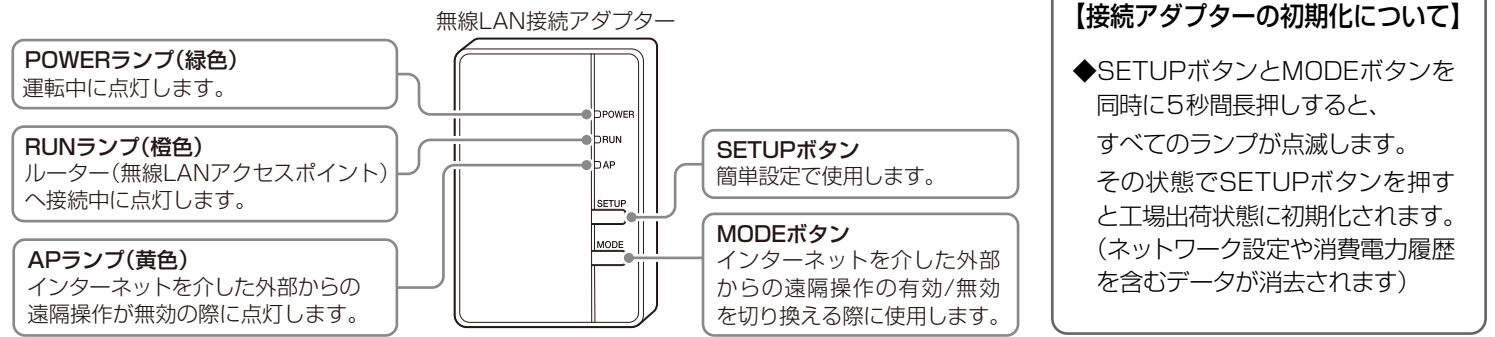 無線LAN接続アダプター
POWERランプ(緑色)
運転中に点灯します。
RUNランプ(橙色)
ルーター(無線LANアクセスポイント)
へ接続中に点灯します。
APランプ(黄色)
インターネットを介した外部からの
遠隔操作が無効の際に点灯します。
POWER
RUN
AP
SETUP
MODE
SETUPボタン
簡単設定で使用します。
MODEボタン
インターネットを介した外部
からの遠隔操作の有効/無効
を切り換える際に使用します。
【接続アダプターの初期化について】
◆SETUPボタンとMODEボタンを
同時に5秒間長押しすると、
すべてのランプが点滅します。
その状態でSETUPボタンを押す
と工場出荷状態に初期化されます。
(ネットワーク設定や消費電力履歴
を含むデータが消去されます)